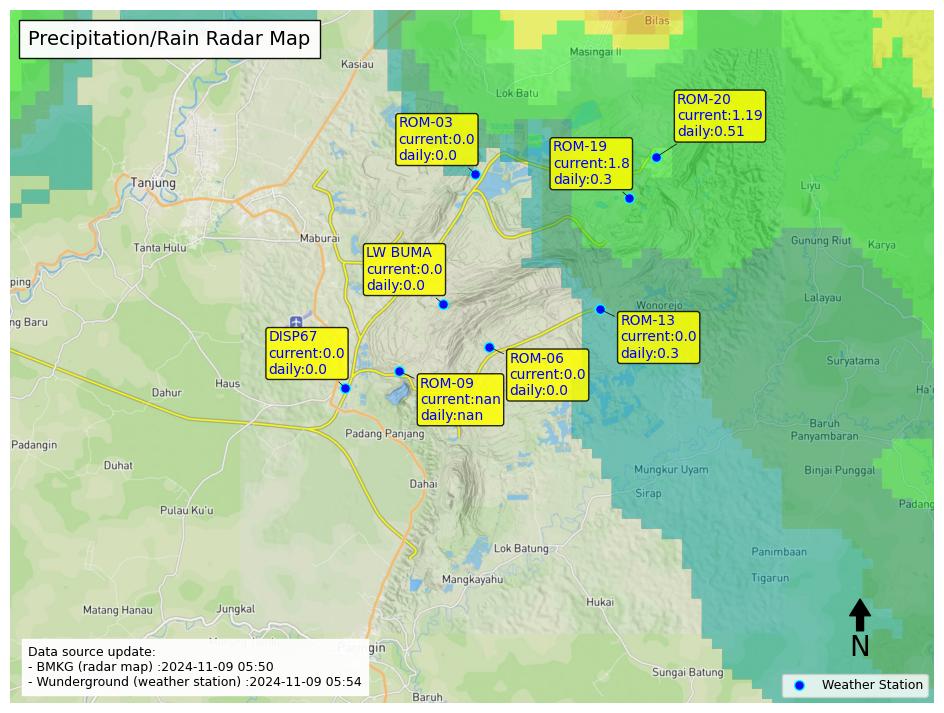 Precipitation/Rain Radar Map
Bilas
Masingai II
Kasiau
Lok Batu
ROM-20
current:1.19
daily:0.51
ROM-03
current:0.0
daily:0.0
ROM-19
current:1.8
daily:0.3
Tanjung
Liyu
Maburai
Tanta Hulu
Gunung Riut
Karya
LW BUMA
current:0.0
daily:0.0
ping
Lalayau
Wonorejo
ng Baru
ROM-13
current:0.0
daily:0.3
DISP67
current:0.0
daily:0.0
ROM-06
current:0.0
daily:0.0
Suryatama
Haus
Dahur
ROM-09
current:nan
daily:nan
Ha'r
Baruh
Panyambaran
Padang Panjang
Padangin
Duhat
Mungkur Uyam
Binjai Punggal
Dahai
Sirap
Padang
Pulau Ku'u
Lok Batung
Panimbaan
Mangkayahu
Tigarun
Hukai
Matang Hanau
Jungkal
N
Data source update:
- BMKG (radar map) :2024-11-09 05:50
- Wunderground (weather station) :2024-11-09 05:54
Sungai Batung
Weather Station
Baruh